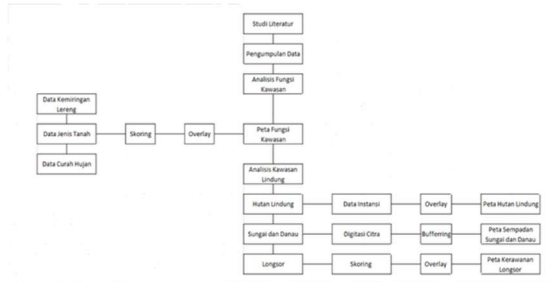 Studi Literatur
Pengumpulan Data
Analisis Fungsi
Kawasan
Data Kemiringan
Lereng
Data Jenis Tanah
Skoring
Overlay
Peta Fungsi
Kawasan
Data Curah Hujan
Analisis Kawasan
Lindung
Hutan Lindung
Data Instansi
Overlay
Peta Hutan Lindung
Sungai dan Danau
Digitasi Citra
Bufferring
Peta Sempadan
Sungai dan Danau
Longsor
Skoring
Overlay
Peta Kerawanan
Longsor